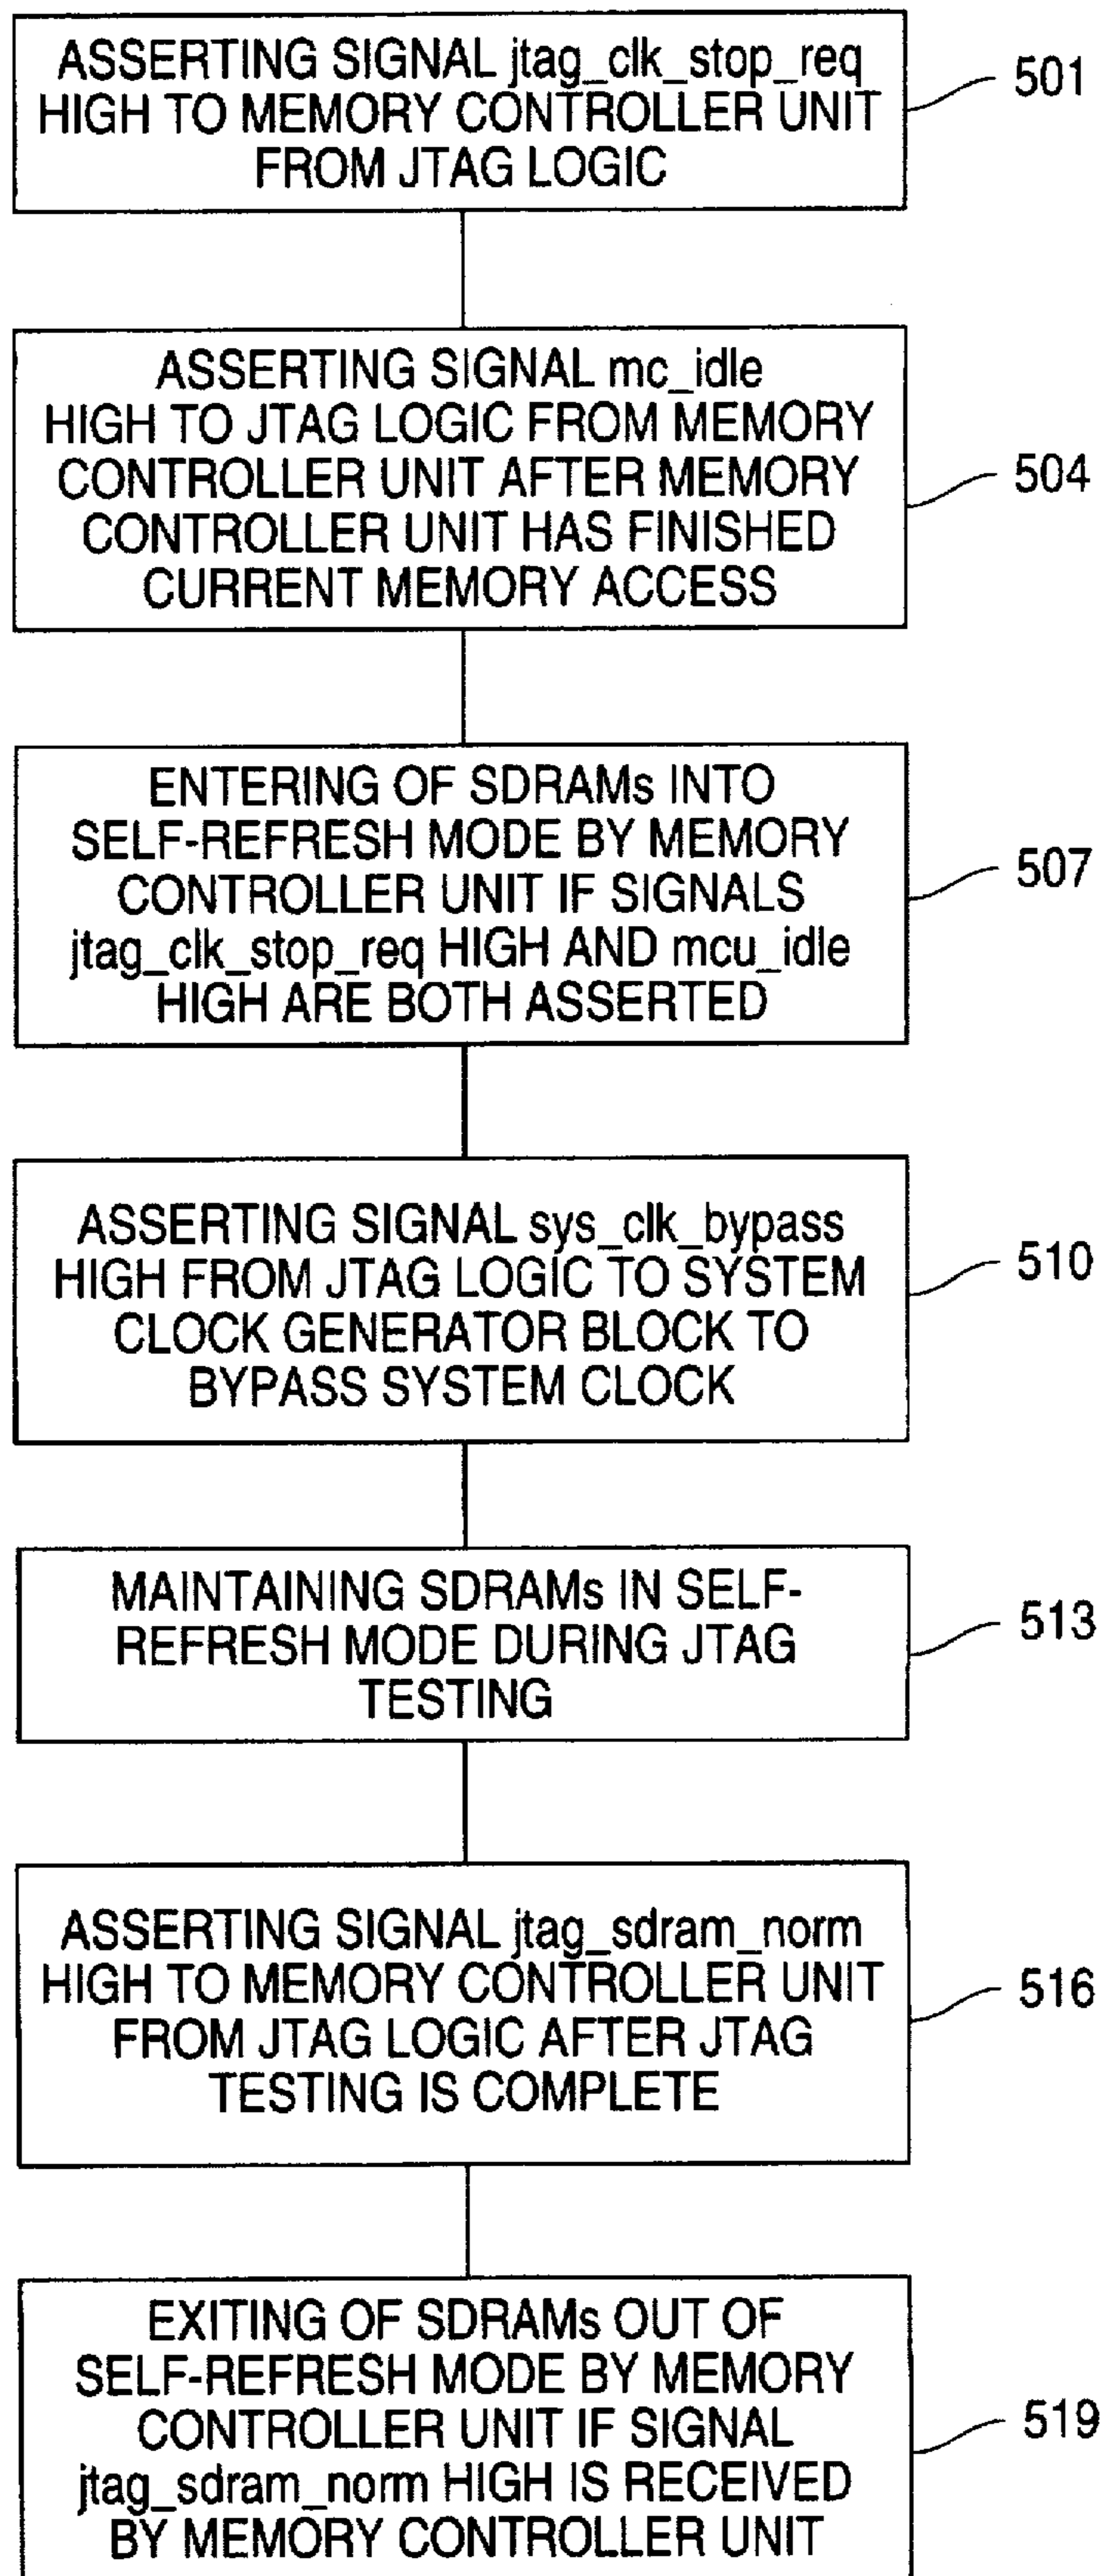 ASSERTING SIGNAL jtag_clk_stop_req
HIGH TO MEMORY CONTROLLER UNIT
FROM JTAG LOGIC
501
ASSERTING SIGNAL mc_idle
HIGH TO JTAG LOGIC FROM MEMORY
CONTROLLER UNIT AFTER MEMORY
CONTROLLER UNIT HAS FINISHED
CURRENT MEMORY ACCESS
504
ENTERING OF SDRAMs INTO
SELF-REFRESH MODE BY MEMORY
CONTROLLER UNIT IF SIGNALS
jtag_clk_stop_req HIGH AND mcu_idle
HIGH ARE BOTH ASSERTED
507
ASSERTING SIGNAL sys_clk_bypass
HIGH FROM JTAG LOGIC TO SYSTEM
CLOCK GENERATOR BLOCK TO
BYPASS SYSTEM CLOCK
510
MAINTAINING SDRAMs IN SELF-
REFRESH MODE DURING JTAG
TESTING
513
ASSERTING SIGNAL jtag_sdram_norm
HIGH TO MEMORY CONTROLLER UNIT
FROM JTAG LOGIC AFTER JTAG
TESTING IS COMPLETE
516
EXITING OF SDRAMs OUT OF
SELF-REFRESH MODE BY MEMORY
CONTROLLER UNIT IF SIGNAL
jtag_sdram_norm HIGH IS RECEIVED
BY MEMORY CONTROLLER UNIT
519